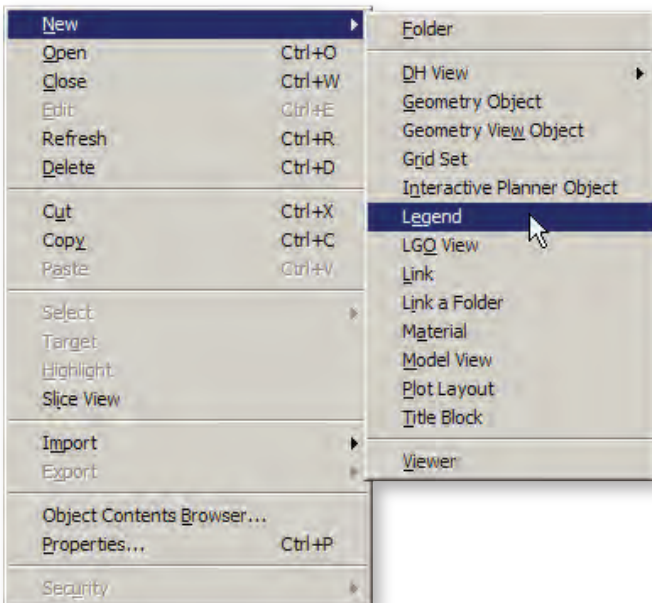 New
Open Ctrl+O
Close Ctrl+W
Edit Ctrl+E
Refresh Ctrl+R
Delete Ctrl+D
Cut Ctrl+X
Copy Ctrl+C
Paste Ctrl+V
Select
Target
Highlight
Slice View
Import
Export
Object Contents Browser...
Properties... Ctrl+P
Security
Folder
DH View
Geometry Object
Geometry View Object
Grid Set
Interactive Planner Object
Legend
LGO View
Link
Link a Folder
Material
Model View
Plot Layout
Title Block
Viewer